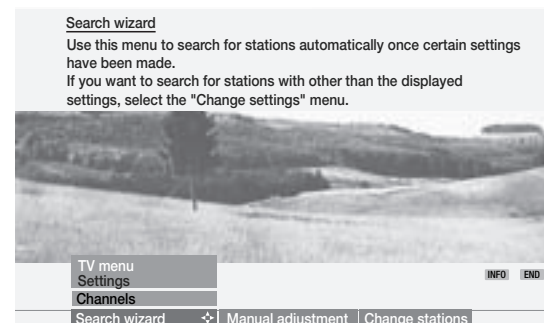 Search wizard
Use this menu to search for stations automatically once certain settings
have been made.
If you want to search for stations with other than the displayed
settings, select the "Change settings" menu.
TV menu
Settings
INFO END
Channels
Search wizard Manual adjustment Change stations